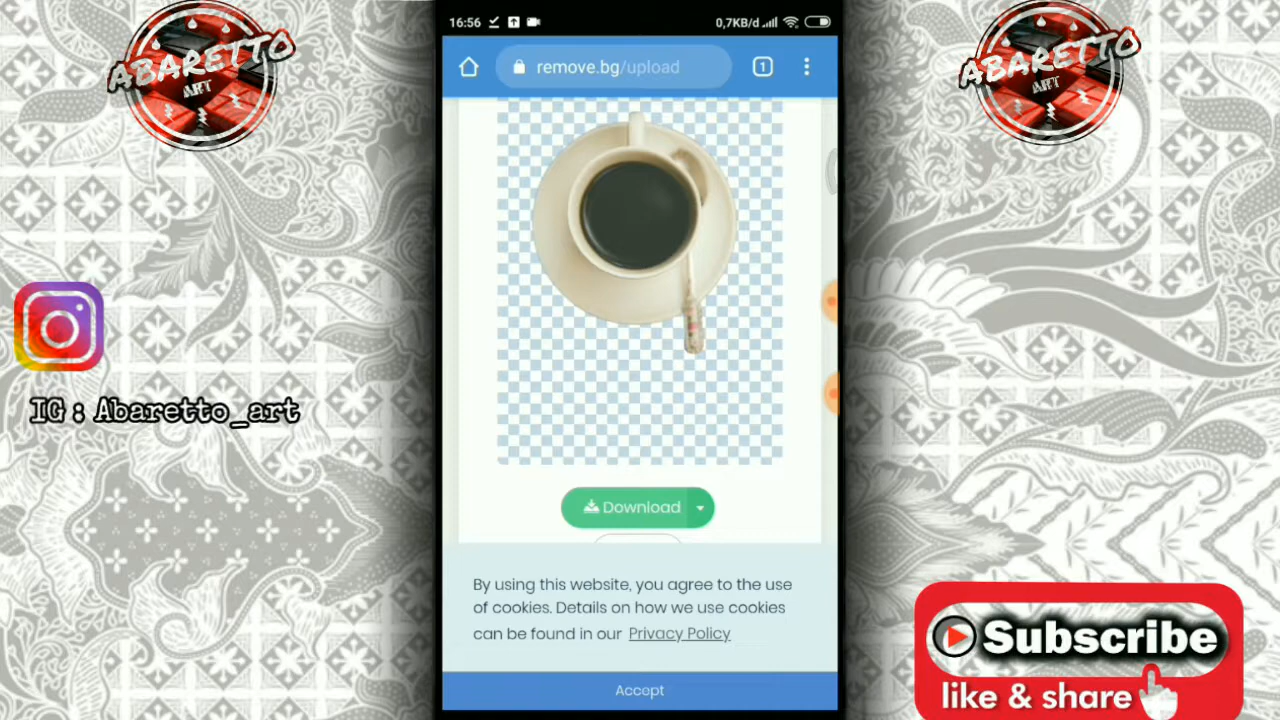 ABARETTO
ART
16:56
0,7KB/d
ABARETTO
ART
remove.bg/upload
1
IG : Abaretto_art
Download
By using this website, you agree to the use
of cookies. Details on how we use cookies
can be found in our Privacy Policy
Accept
Subscribe
like & share